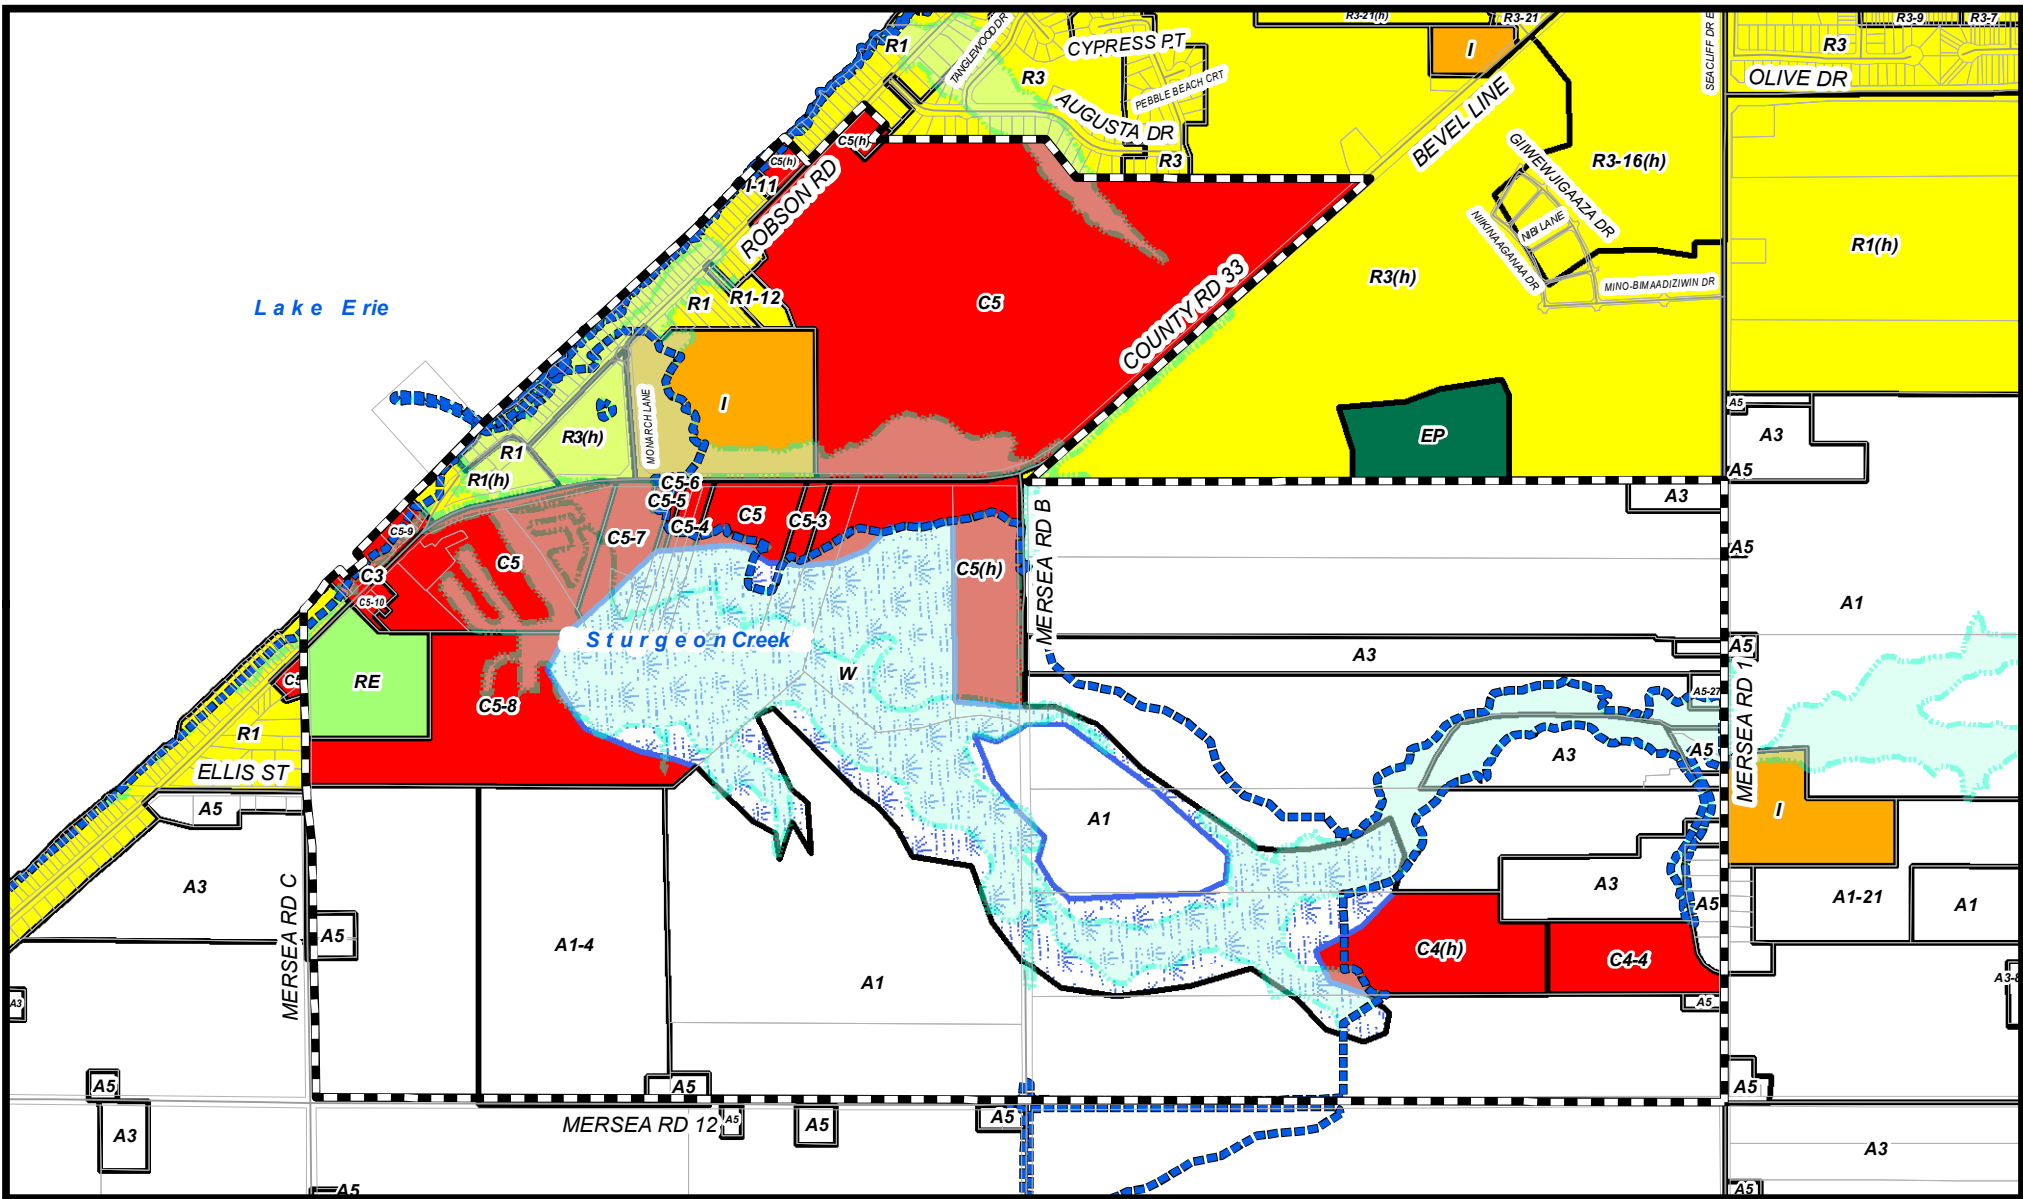 R3-21(h)
R3-21
R3-9
R3-7
R1
TANGLEWOOD DR
CYPRESS PT
I
SEACLIFF DR E
R3
R3
OLIVE DR
PEBBLE BEACH CRT
AUGUSTA DR
BEVEL LINE
C5(h)
C5(h)
R3
R3-16(h)
GIIWEWJIGAAZA DR
I-11
ROBSON RD
NIBI LANE
NIIKINAAGANAA DR
R1(h)
R3(h)
MINO-BIMAADIZIWIN DR
R1-12
R1
C5
COUNTY RD 33
Lake Erie
I
MONARCH LANE
R3(h)
A5
A3
EP
R1
R1(h)
A5
C5-6
C5-5
C5-4
C5
C5-3
A3
C5-9
C5-7
A5
C5
C5(h)
MERSEA RD B
C3
C5-10
A1
Sturgeon Creek
A5
A3
W
C5
RE
C5-8
A5-27
MERSEA RD 1
R1
A5
A3
ELLIS ST
A5
A1
I
A3
A3
A5
A1-21
A1
MERSEA RD C
A5
A1-4
C4(h)
C4-4
A1
A3
A5
A5
A5
A5
MERSEA RD 12
A5
A5
A5
A3
A3
A5
A5